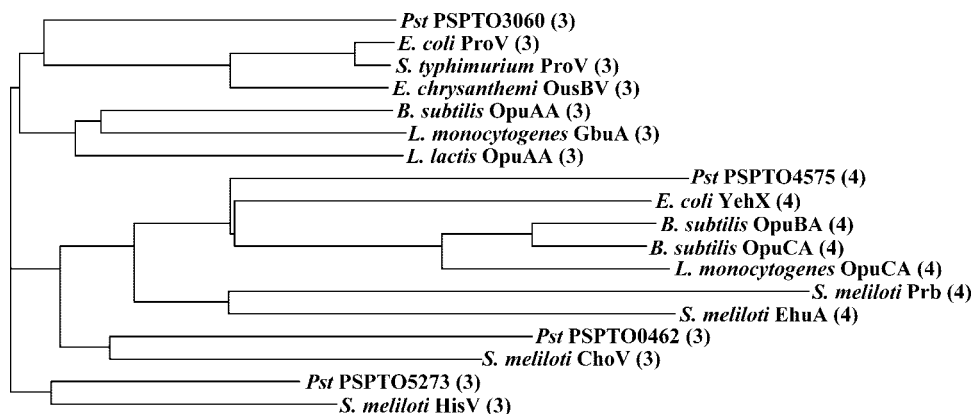 Pst PSPTO3060 (3)
E. coli ProV (3)
S. typhimurium ProV (3)
E. chrysanthemi OusBV (3)
B. subtilis OpuAA (3)
L. monocytogenes GbuA (3)
L. lactis OpuAA (3)
Pst PSPTO4575 (4)
E. coli YehX (4)
B. subtilis OpuBA (4)
B. subtilis OpuCA (4)
L. monocytogenes OpuCA (4)
S. meliloti Prb (4)
S. meliloti EhuA (4)
Pst PSPTO0462 (3)
S. meliloti ChoV (3)
Pst PSPTO5273 (3)
S. meliloti HisV (3)